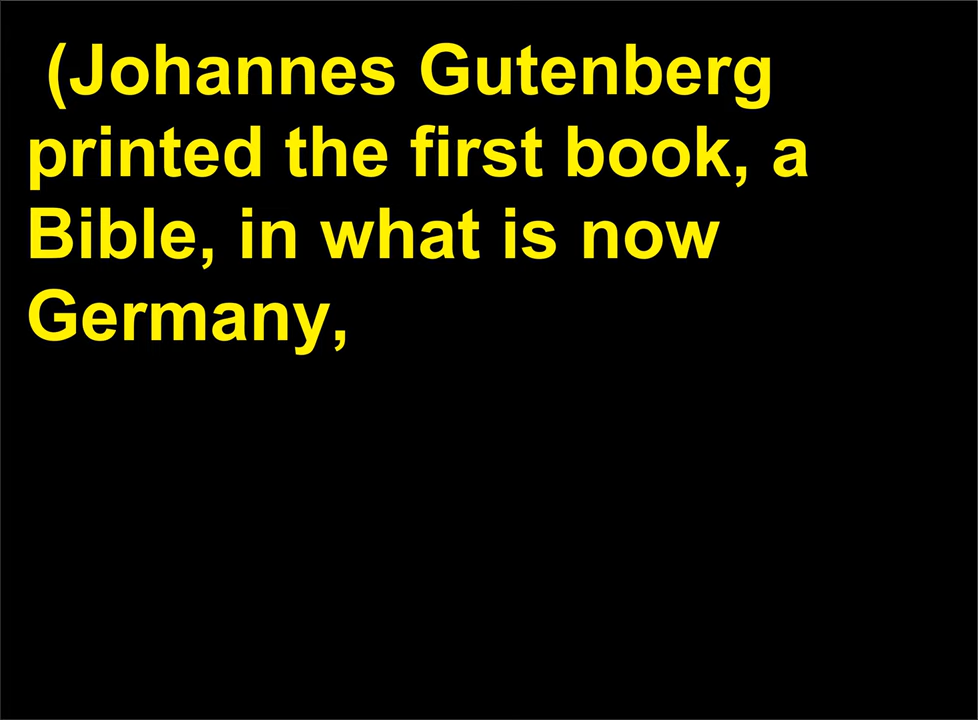 (Johannes Gutenberg
printed the first book, a
Bible, in what is now
Germany,